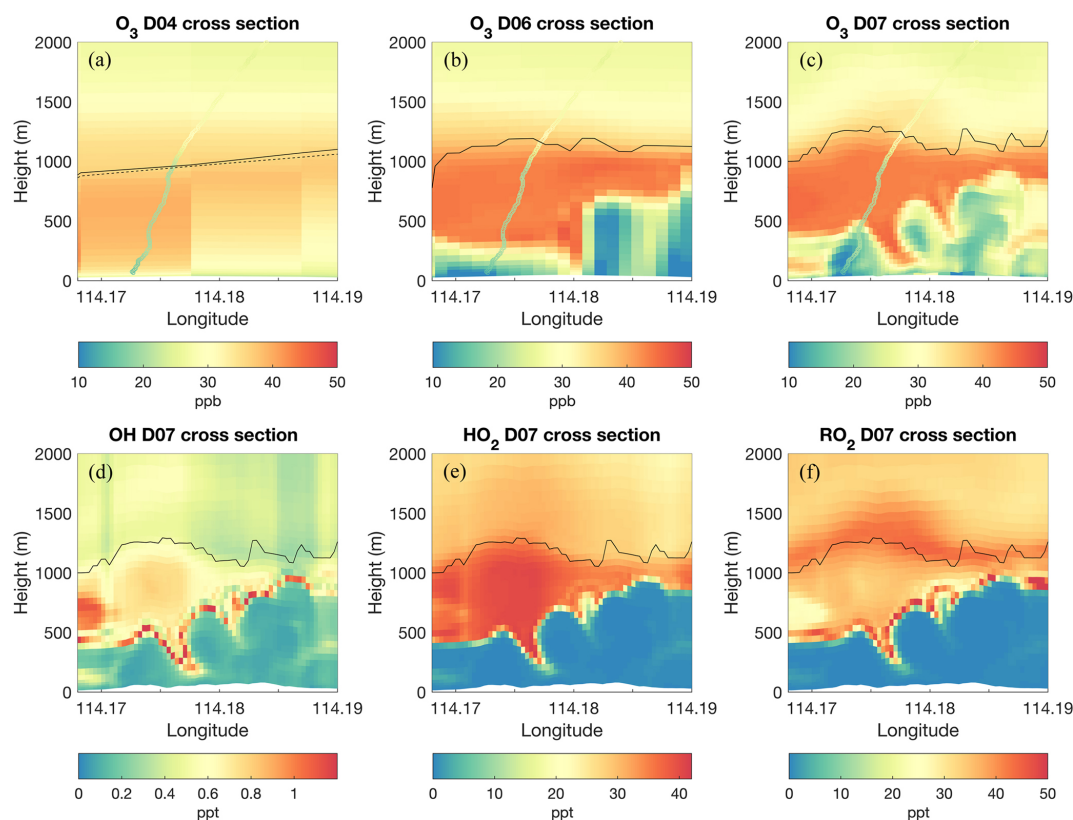 O3 D04 cross section
O3 D06 cross section
O3 D07 cross section
(a)
(b)
(c)
2000
1500
1000
500
0
Height (m)
2000
1500
1000
500
0
Height (m)
2000
1500
1000
500
0
Height (m)
114.17 114.18 114.19
114.17 114.18 114.19
114.17 114.18 114.19
Longitude
Longitude
Longitude
10 20 30 40 50
10 20 30 40 50
10 20 30 40 50
ppb
ppb
ppb
OH D07 cross section
HO2 D07 cross section
RO2 D07 cross section
(d)
(e)
(f)
2000
1500
1000
500
0
Height (m)
2000
1500
1000
500
0
Height (m)
2000
1500
1000
500
0
Height (m)
114.17 114.18 114.19
114.17 114.18 114.19
114.17 114.18 114.19
Longitude
Longitude
Longitude
0 0.2 0.4 0.6 0.8 1
0 10 20 30 40
0 10 20 30 40 50
ppt
ppt
ppt